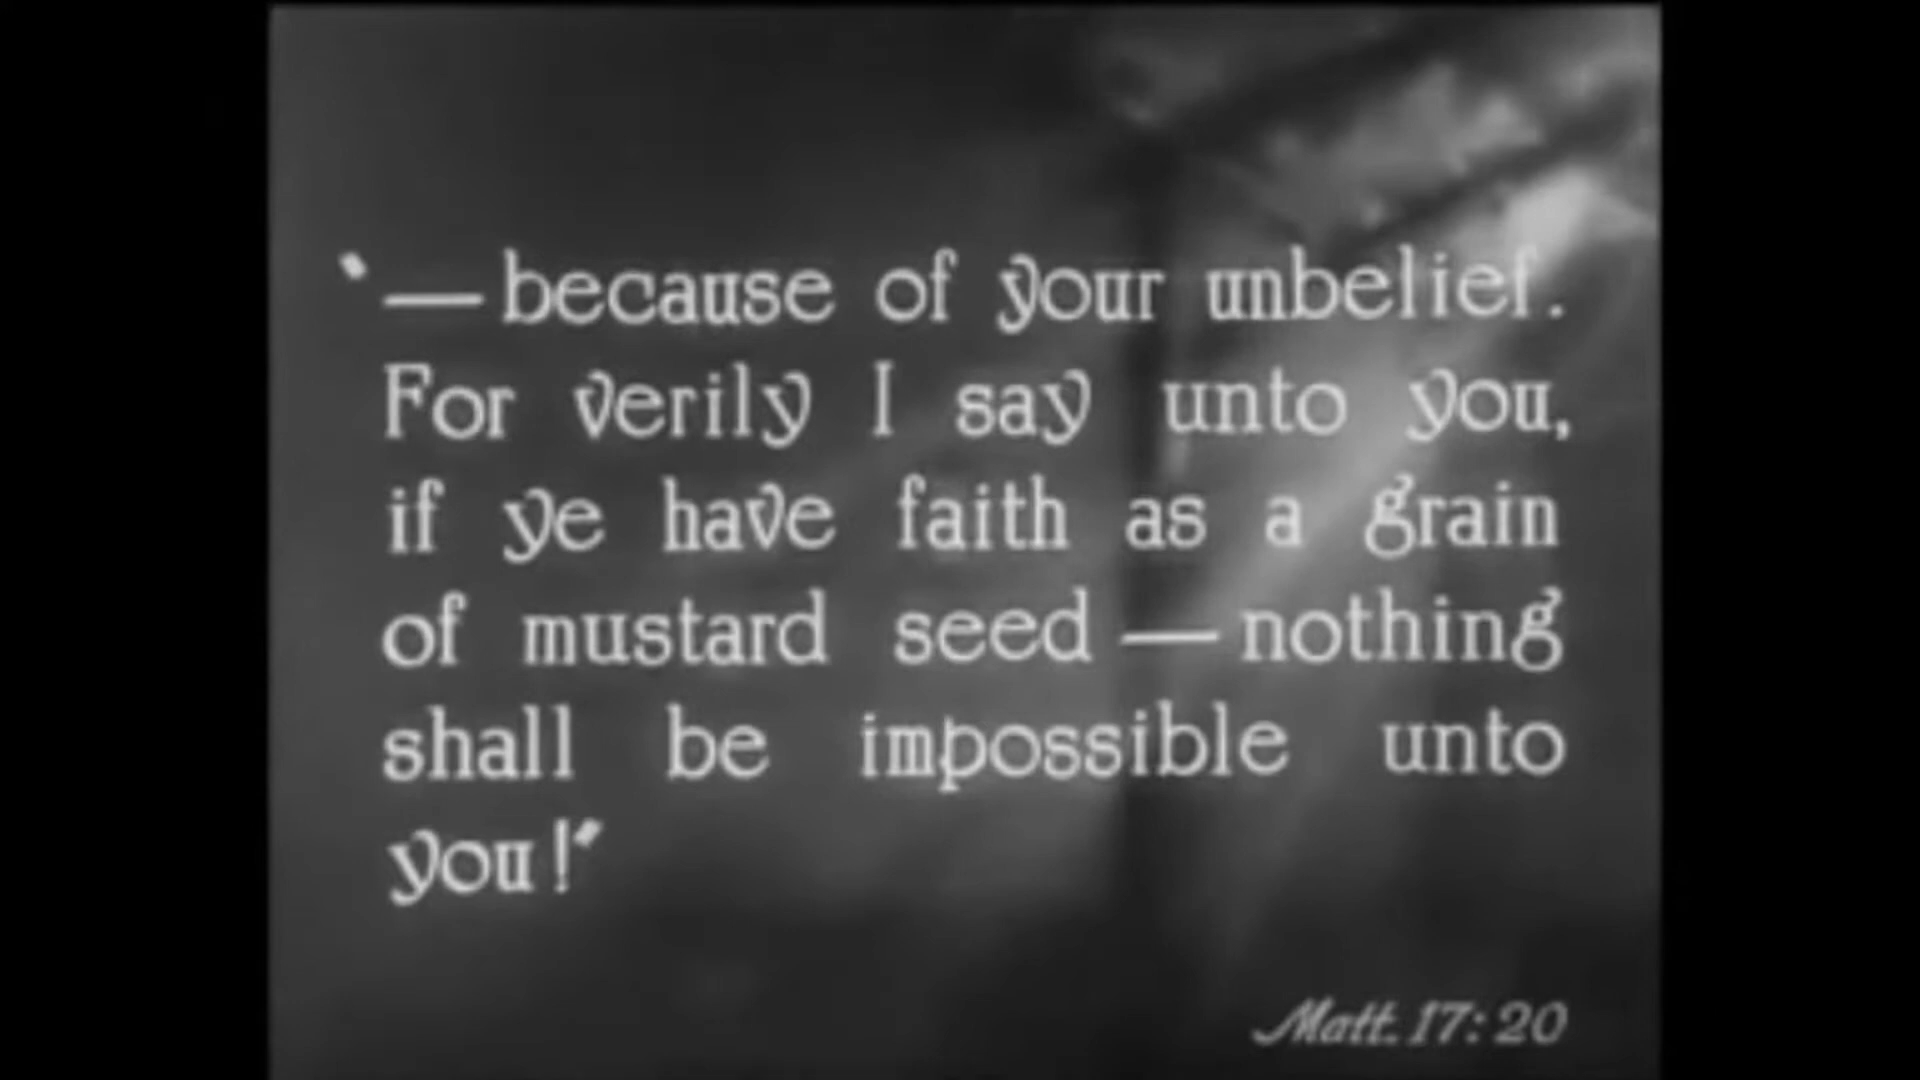 "—because of your unbelief.
For verily I say unto you,
if ye have faith as a grain
of mustard seed—nothing
shall be impossible unto
you!"
Matt. 17:20